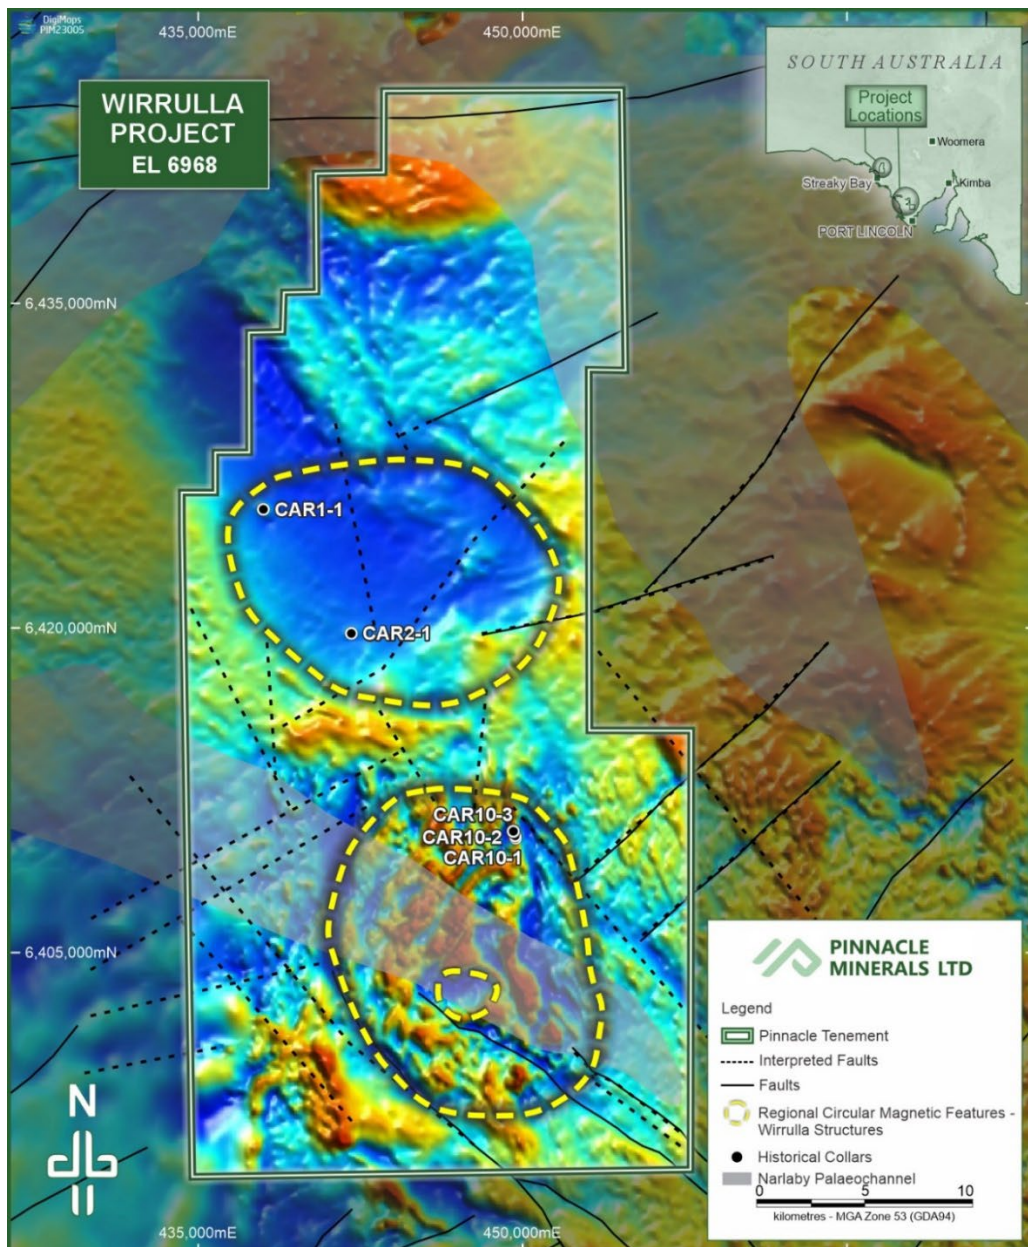 DigiMaps
PIM23005
435,000mE
450,000mE
WIRRULLA
PROJECT
EL 6968
SOUTH AUSTRALIA
Project
Locations
Woomera
Streaky Bay
Kimba
PORT LINCOLN
6,435,000mN
CAR1-1
CAR2-1
6,420,000mN
CAR10-3
CAR10-2
CAR10-1
6,405,000mN
PINNACLE
MINERALS LTD
Legend
Pinnacle Tenement
Interpreted Faults
Faults
Regional Circular Magnetic Features -
Wirrulla Structures
Historical Collars
Narlaby Palaeochannel
0 5 10
kilometres - MGA Zone 53 (GDA94)
N
435,000mE
450,000mE